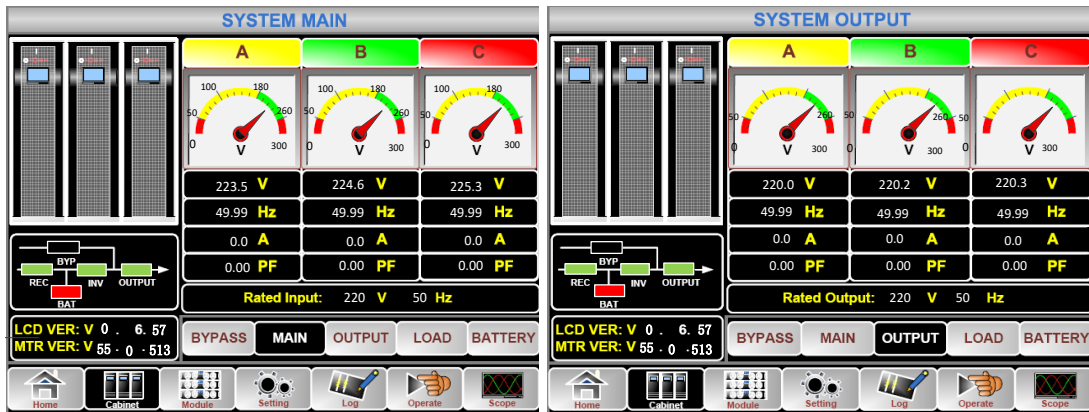 SYSTEM MAIN
A B C
50 100 180 260 0 V 300
50 100 180 260 0 V 300
50 100 180 0 V 300
223.5 V 224.6 V 225.3 V
49.99 Hz 49.99 Hz 49.99 Hz
0.0 A 0.0 A 0.0 A
0.00 PF 0.00 PF 0.00 PF
BYP
REC INV OUTPUT
BAT
Rated Input: 220 V 50 Hz
LCD VER: V 0 . 6. 57
MTR VER: V 55 . 0 .513
BYPASS MAIN OUTPUT LOAD BATTERY
Home Cabinet Module Setting Log Operate Scope
SYSTEM OUTPUT
A B C
50 260 0 V 300
50 260 0 V 300
50 0 V 300
220.0 V 220.2 V 220.3 V
49.99 Hz 49.99 Hz 49.99 Hz
0.0 A 0.0 A 0.0 A
0.00 PF 0.00 PF 0.00 PF
BYP
REC INV OUTPUT
BAT
Rated Output: 220 V 50 Hz
LCD VER: V 0 . 6. 57
MTR VER: V 55 . 0 .513
BYPASS MAIN OUTPUT LOAD BATTERY
Home Cabinet Module Setting Log Operate Scope